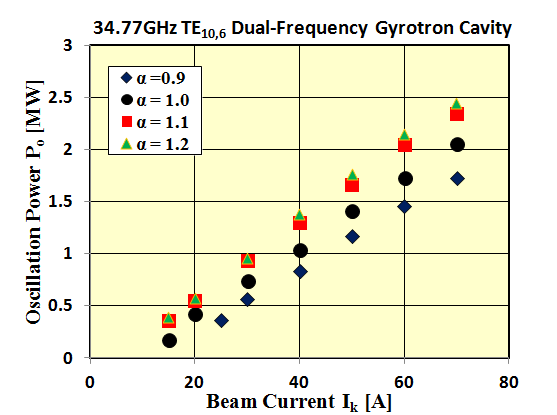 34.77GHz TE10,6 Dual-Frequency Gyrotron Cavity
3
2.5
2
1.5
1
0.5
0
Oscillation Power Po [MW]
α =0.9
α = 1.0
α = 1.1
α = 1.2
0 20 40 60 80
Beam Current Ik [A]